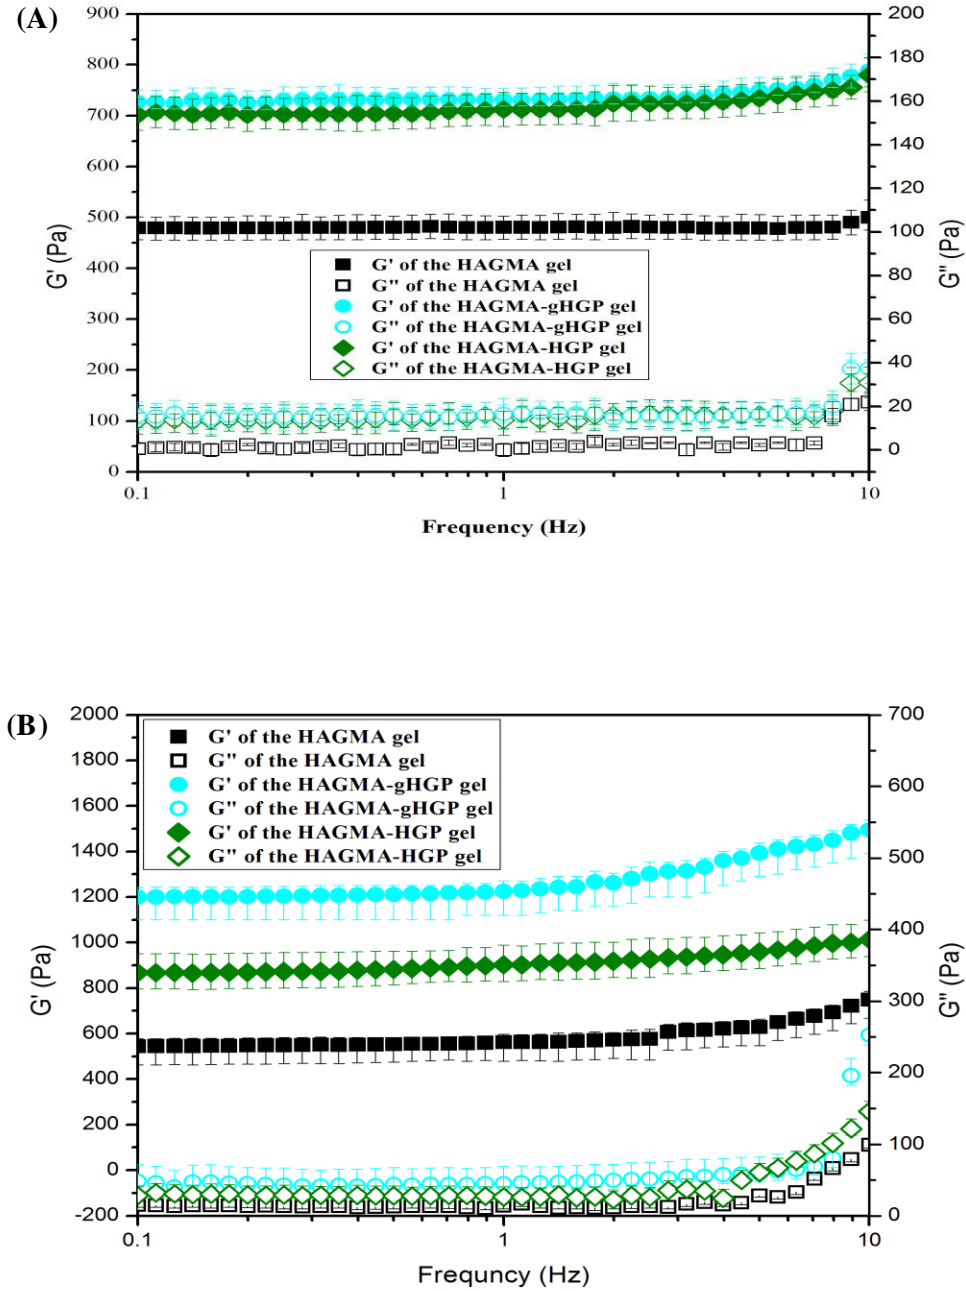 (A)
900
800
700
600
500
400
300
200
100
0
G' (Pa)
200
180
160
140
120
100
80
60
40
20
0
G" (Pa)
G' of the HAGMA gel
G" of the HAGMA gel
G' of the HAGMA-gHGP gel
G" of the HAGMA-gHGP gel
G' of the HAGMA-HGP gel
G" of the HAGMA-HGP gel
0.1
1
10
Frequency (Hz)
(B)
2000
1800
1600
1400
1200
1000
800
600
400
200
0
-200
G' (Pa)
700
600
500
400
300
200
100
0
G" (Pa)
G' of the HAGMA gel
G" of the HAGMA gel
G' of the HAGMA-gHGP gel
G" of the HAGMA-gHGP gel
G' of the HAGMA-HGP gel
G" of the HAGMA-HGP gel
0.1
1
10
Frequncy (Hz)